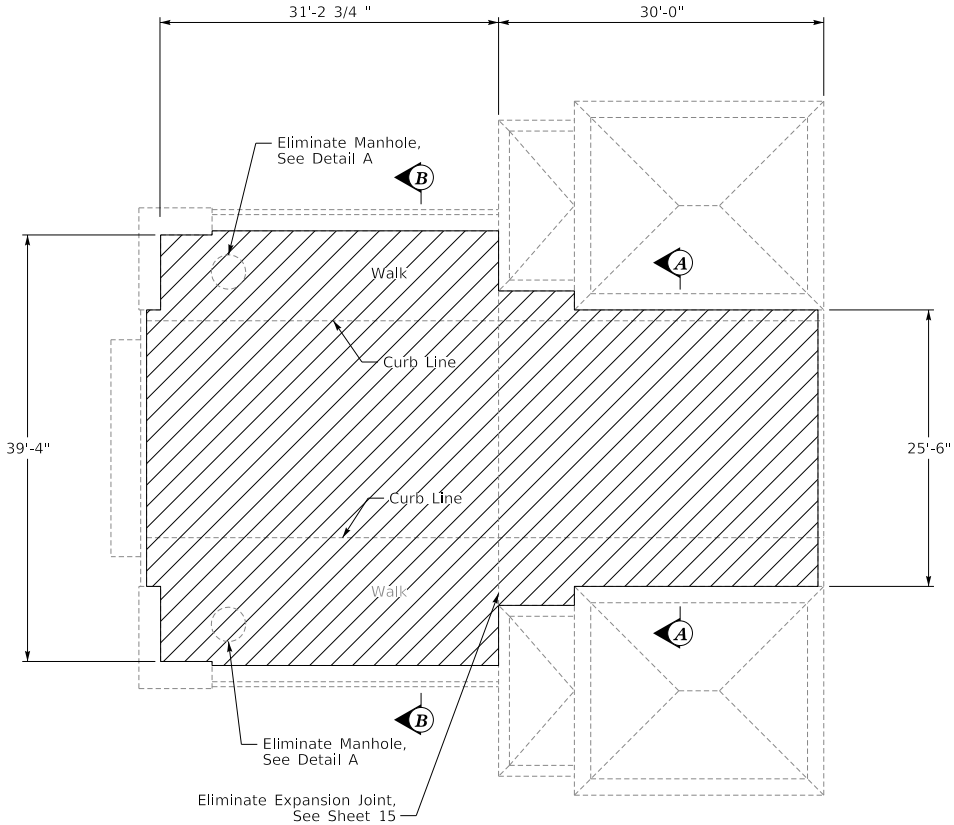 31'-2 3/4 "
30'-0"
Eliminate Manhole,
See Detail A
B
Walk
A
Curb Line
39'-4"
25'-6"
Curb Line
Walk
A
B
Eliminate Manhole,
See Detail A
Eliminate Expansion Joint,
See Sheet 15